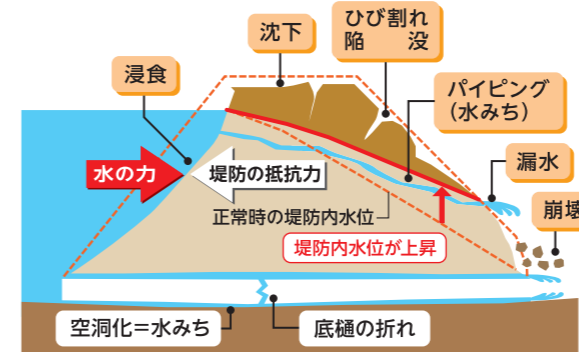 ひび割れ
陥 没
沈下
浸食
パイピング
（水みち）
水の力
堤防の抵抗力
漏水
正常時の堤防内水位
崩壊
堤防内水位が上昇
空洞化＝水みち
底樋の折れ